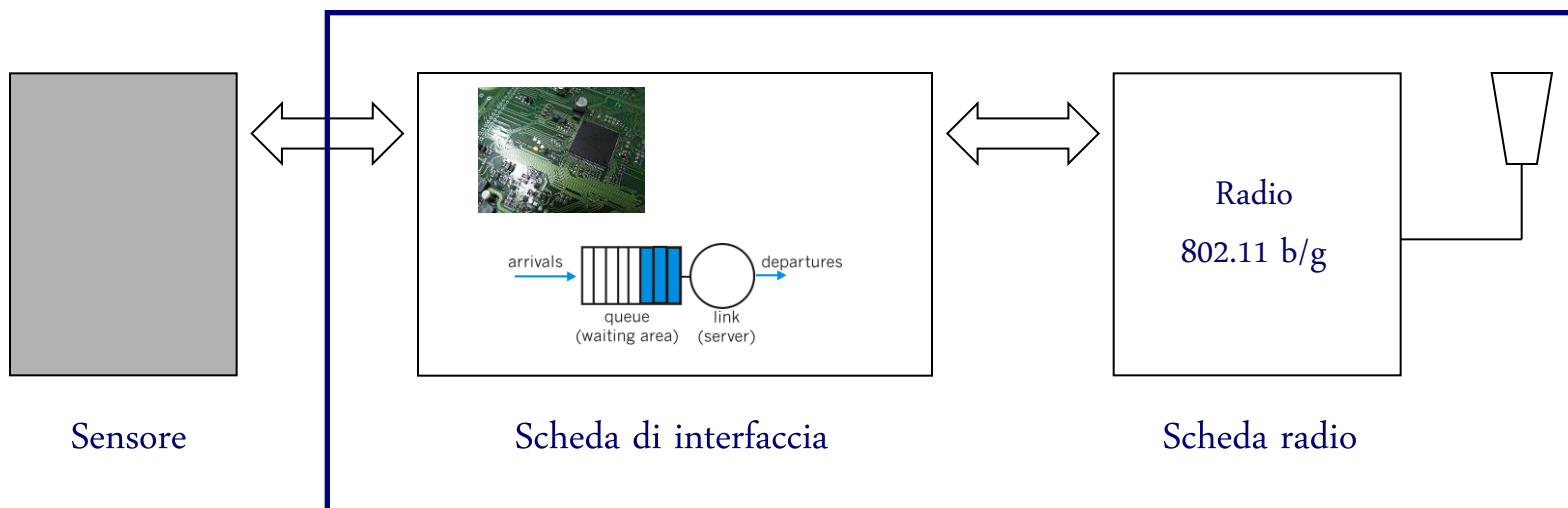 Radio
802.11 b/g
arrivals
departures
queue
(waiting area)
link
(server)
Sensore
Scheda di interfaccia
Scheda radio